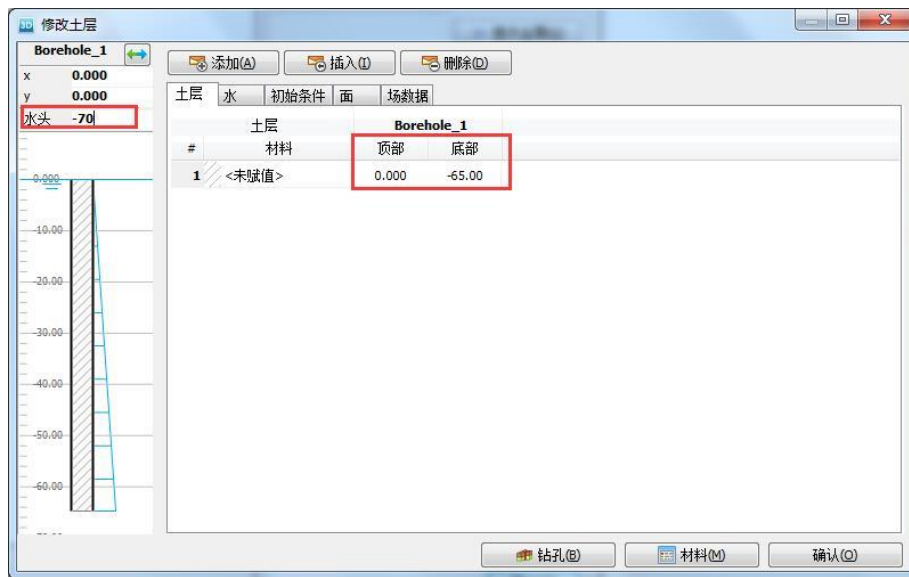 3D 修改土层
Borehole_1
x 0.000
y 0.000
水头 -70
添加(A) 插入(I) 删除(D)
土层 水 初始条件 面 场数据
土层 Borehole_1
# 材料 顶部 底部
1 <未赋值> 0.000 -65.00
0.000
-10.00
-20.00
-30.00
-40.00
-50.00
-60.00
钻孔(B) 材料(M) 确认(O)